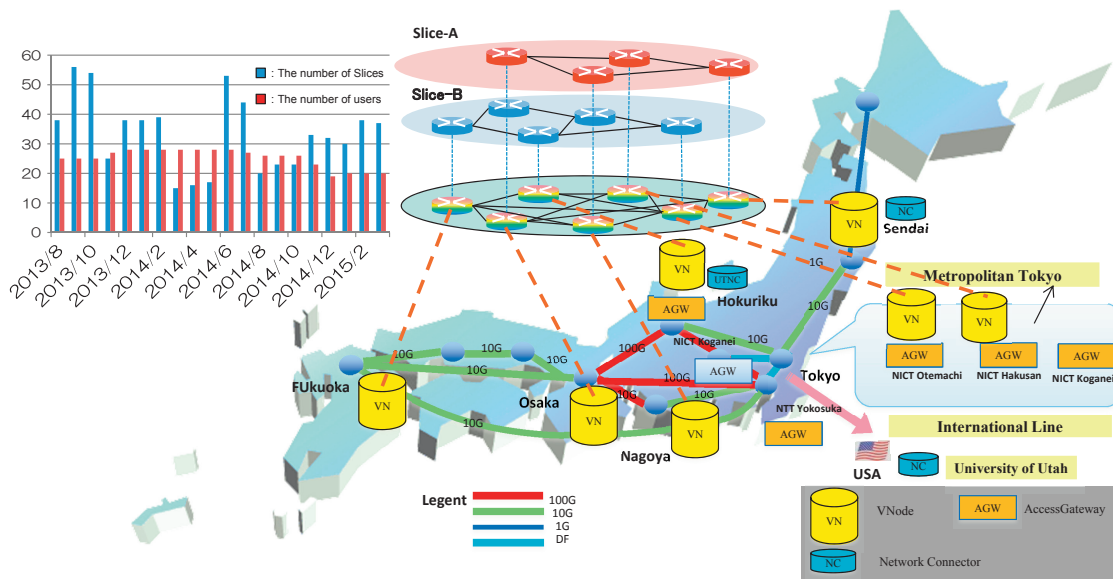 60
50
40
30
20
10
0
: The number of Slices
: The number of users
2013/8
2013/10
2013/12
2014/2
2014/4
2014/6
2014/8
2014/10
2014/12
2015/2
Slice-A
Slice-B
VN
NC
Sendai
VN
UTNC
Hokuriku
AGW
NICT Koganei
1G
10G
Metropolitan Tokyo
VN
VN
AGW
AGW
AGW
NICT Otemachi
NICT Hakusan
NICT Koganei
100G
10G
10G
10G
10G
10G
100G
100G
10G
10G
AGW
Tokyo
FUkuoka
VN
Osaka
VN
Nagoya
VN
NTT Yokosuka
AGW
International Line
USA
NC
University of Utah
Legent
100G
10G
1G
DF
VN
VNode
AGW
AccessGateway
NC
Network Connector